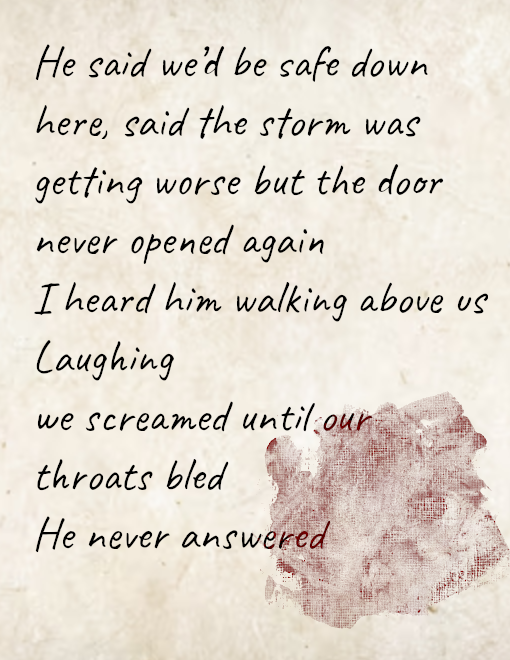 He said we’d be safe down
here, said the storm was
getting worse but the door
never opened again
I heard him walking above us
Laughing
we screamed until our
throats bled
He never answered